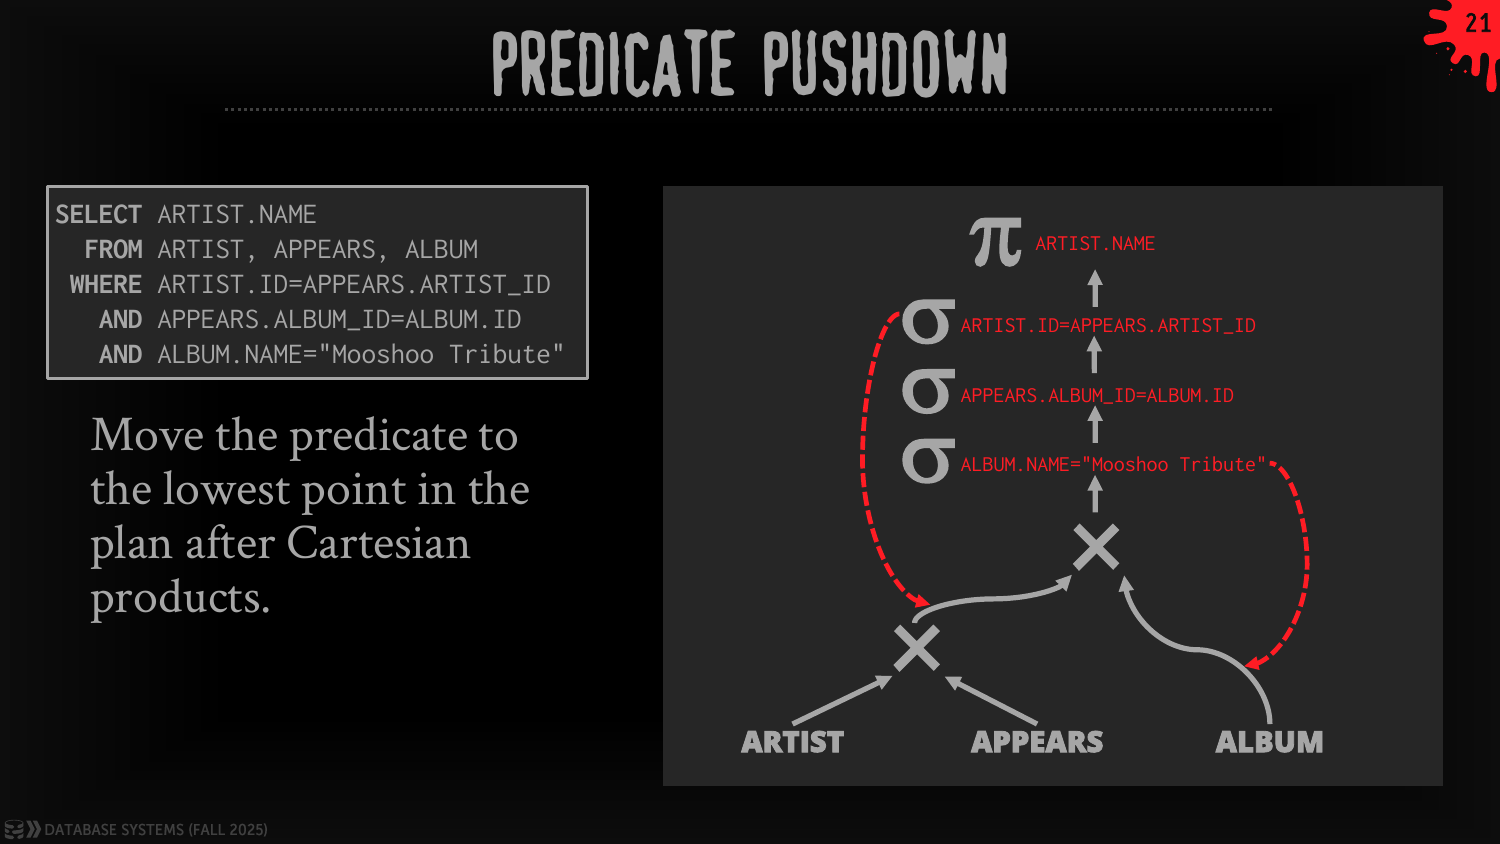 21
PREDICATE PUSHDOWN
SELECT ARTIST.NAME
FROM ARTIST, APPEARS, ALBUM
WHERE ARTIST.ID=APPEARS.ARTIST_ID
AND APPEARS.ALBUM_ID=ALBUM.ID
AND ALBUM.NAME="Mooshoo Tribute"
Move the predicate to
the lowest point in the
plan after Cartesian
products.
π ARTIST.NAME
σ ARTIST.ID=APPEARS.ARTIST_ID
σ APPEARS.ALBUM_ID=ALBUM.ID
σ ALBUM.NAME="Mooshoo Tribute"
×
×
ARTIST APPEARS ALBUM
DATABASE SYSTEMS (FALL 2025)